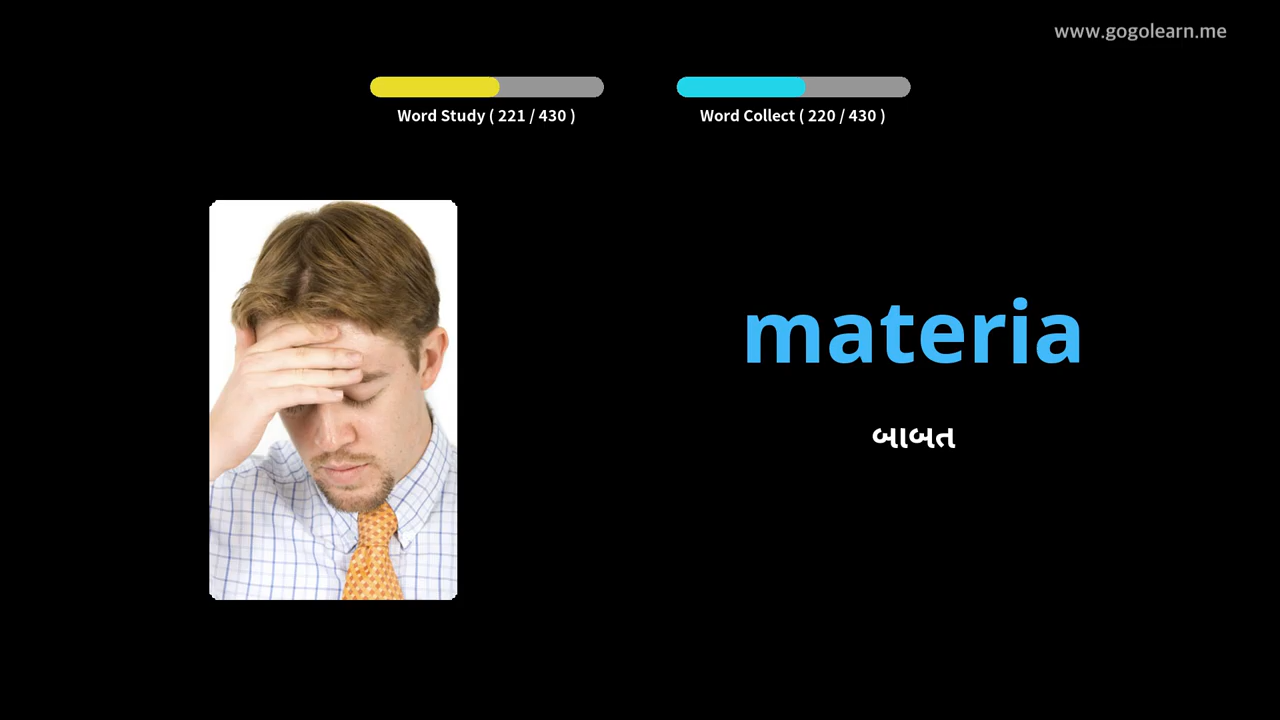 www.gogolearn.me
Word Study ( 221 / 430 )
Word Collect ( 220 / 430 )
materia
બાબત